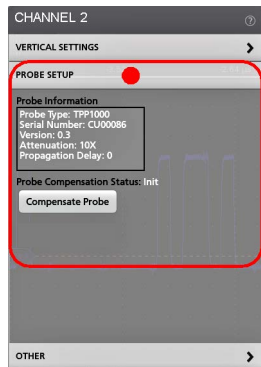 CHANNEL 2
VERTICAL SETTINGS
PROBE SETUP
Probe Information
Probe Type: TPP1000
Serial Number: CU00086
Version: 0.3
Attenuation: 10X
Propagation Delay: 0
Probe Compensation Status: Init
Compensate Probe
OTHER